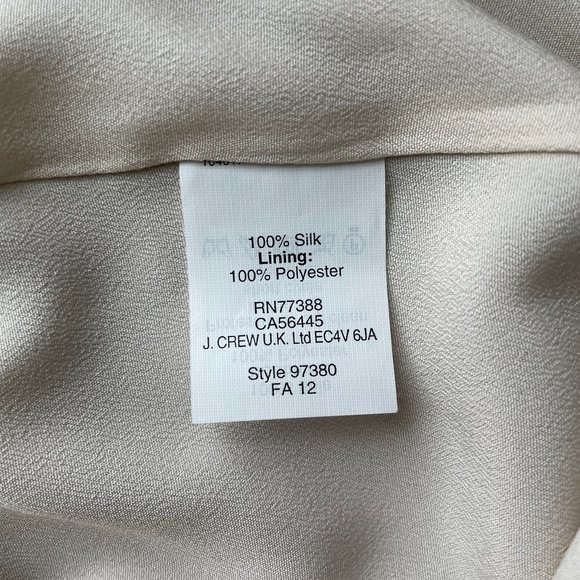 100% Silk
Lining:
100% Polyester
RN77388
CA56445
J. CREW U.K. Ltd EC4V 6JA
Style 97380
FA 12